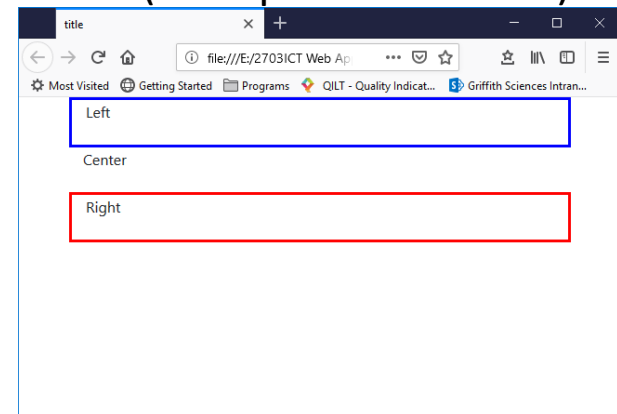 title
file:///E:/2703ICT Web Ap
Most Visited Getting Started Programs QILT - Quality Indicat... Griffith Sciences Intran...
Left
Center
Right